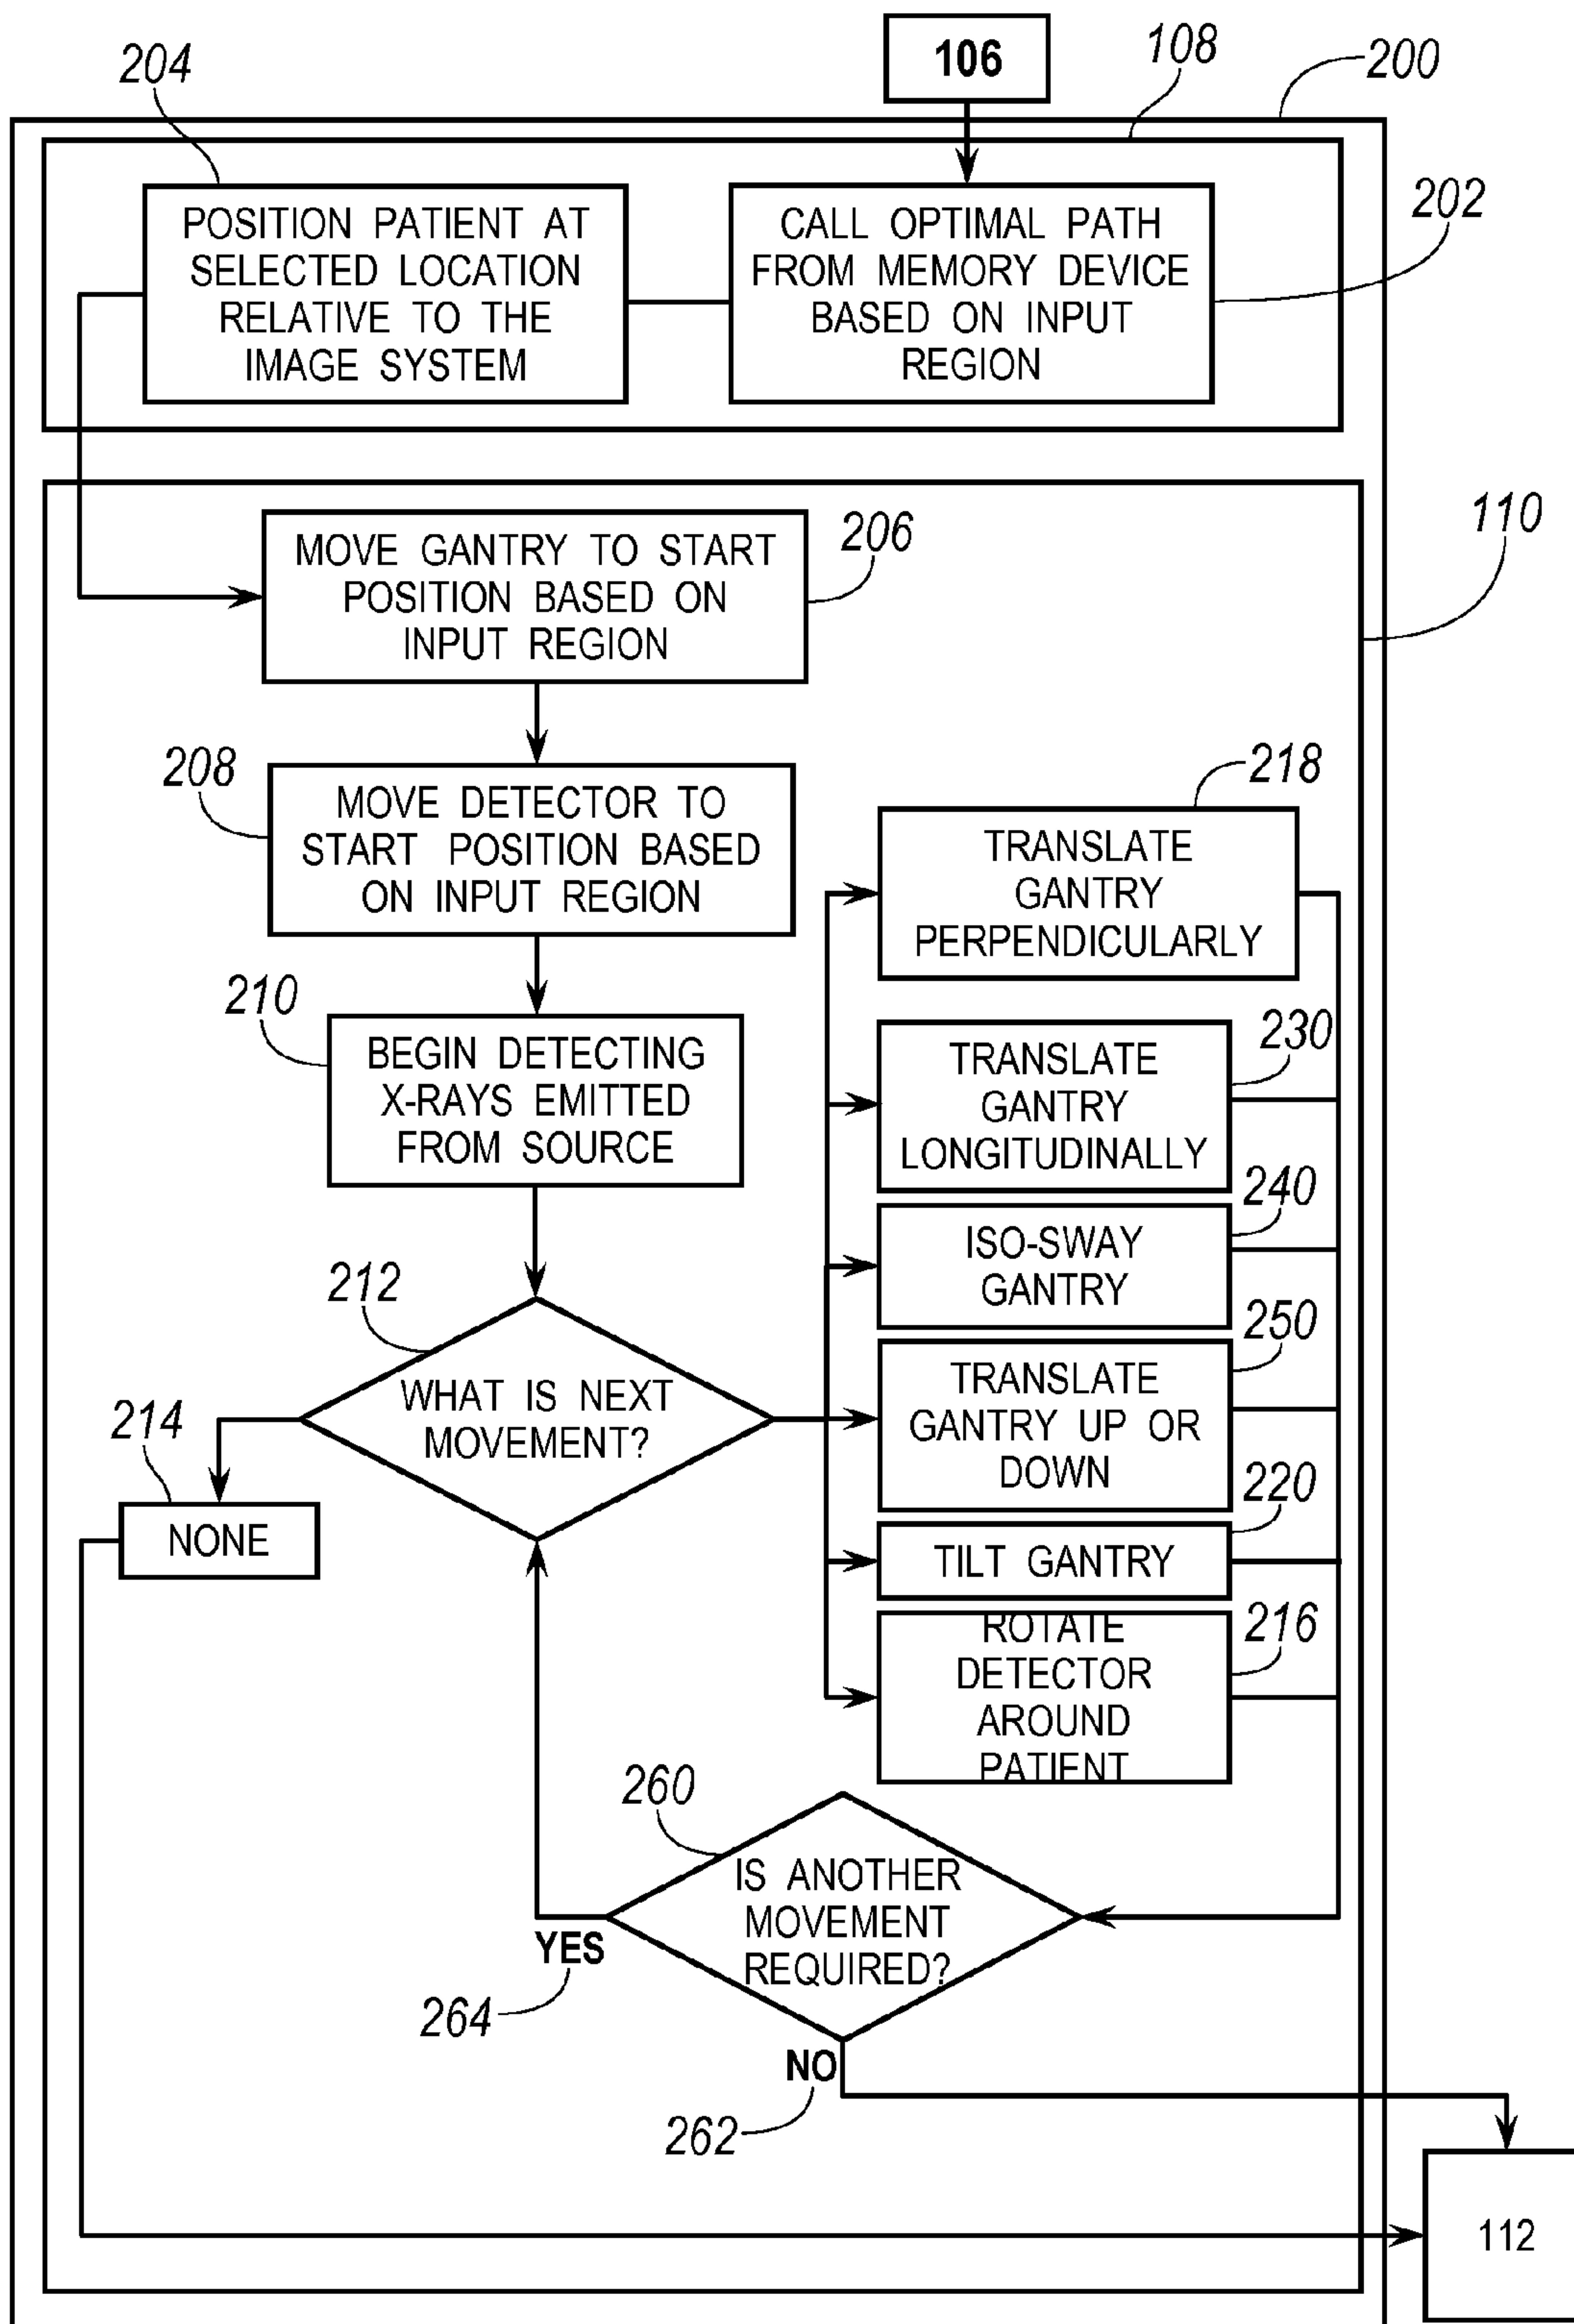 106
108
200
204
202
POSITION PATIENT AT
SELECTED LOCATION
RELATIVE TO THE
IMAGE SYSTEM
CALL OPTIMAL PATH
FROM MEMORY DEVICE
BASED ON INPUT
REGION
110
MOVE GANTRY TO START
POSITION BASED ON
INPUT REGION
206
208
MOVE DETECTOR TO
START POSITION BASED
ON INPUT REGION
218
TRANSLATE
GANTRY
PERPENDICULARLY
210
BEGIN DETECTING
X-RAYS EMITTED
FROM SOURCE
230
TRANSLATE
GANTRY
LONGITUDINALLY
240
ISO-SWAY
GANTRY
212
WHAT IS NEXT
MOVEMENT?
250
TRANSLATE
GANTRY UP OR
DOWN
214
NONE
220
TILT GANTRY
216
ROTATE
DETECTOR
AROUND
PATIENT
260
IS ANOTHER
MOVEMENT
REQUIRED?
YES
264
NO
262
112